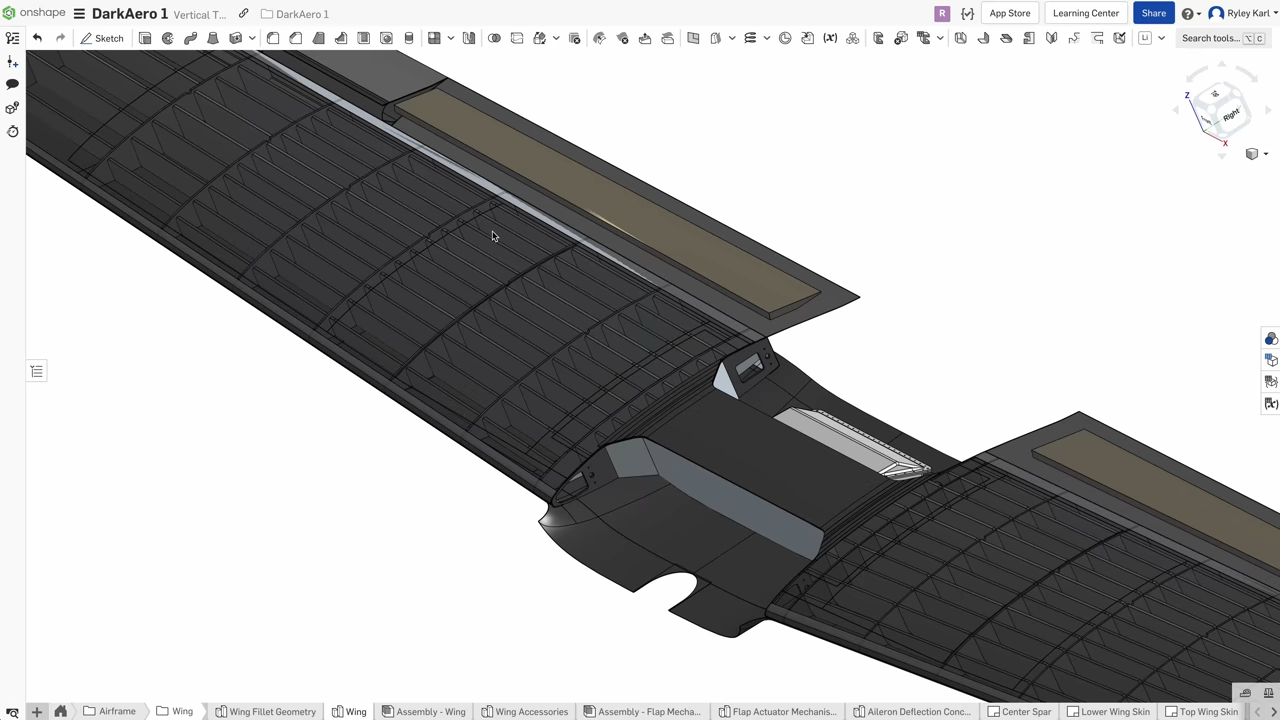 onshape DarkAero 1 Vertical T... DarkAero 1 R App Store Learning Center Share Ryley Karl
Sketch Search tools... ⌥ C
Z
Right
X
Airframe Wing Wing Fillet Geometry Wing Assembly - Wing Wing Accessories Assembly - Flap Mecha... Flap Actuator Mechanis... Aileron Deflection Conc... Center Spar Lower Wing Skin Top Wing Skin